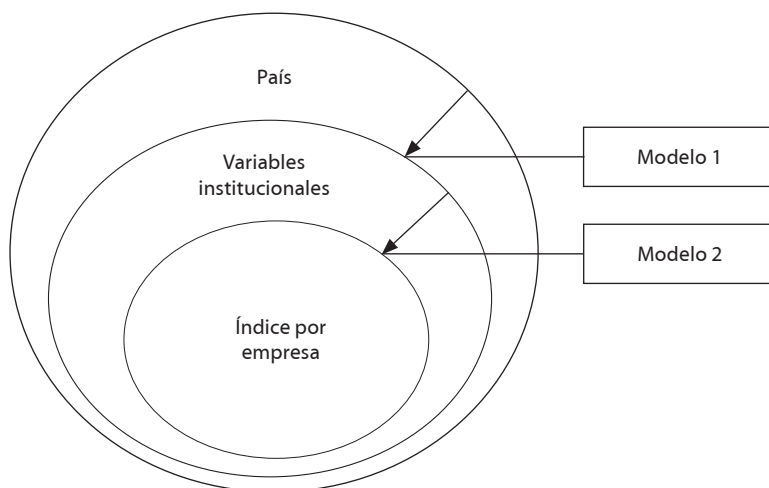 País
Variables
institucionales
Modelo 1
Modelo 2
Índice por
empresa